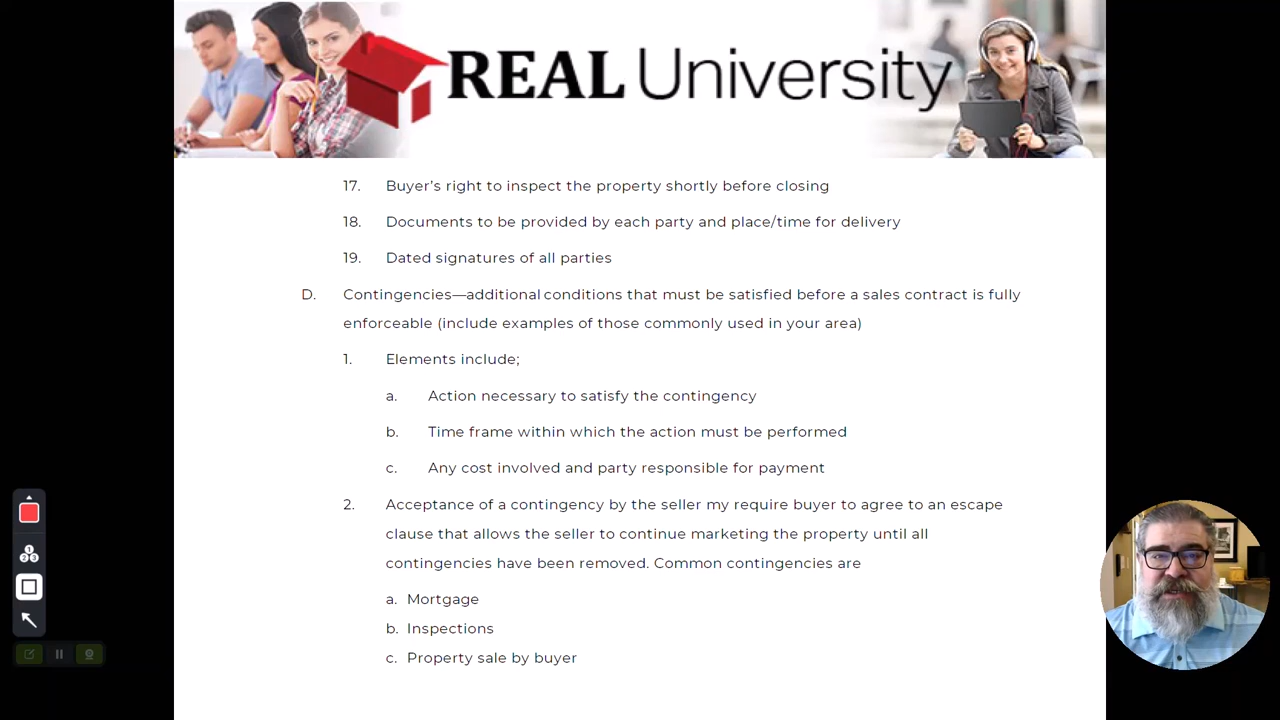 REAL University
17. Buyer’s right to inspect the property shortly before closing
18. Documents to be provided by each party and place/time for delivery
19. Dated signatures of all parties
D. Contingencies—additional conditions that must be satisfied before a sales contract is fully
enforceable (include examples of those commonly used in your area)
1. Elements include;
a. Action necessary to satisfy the contingency
b. Time frame within which the action must be performed
c. Any cost involved and party responsible for payment
2. Acceptance of a contingency by the seller my require buyer to agree to an escape
clause that allows the seller to continue marketing the property until all
contingencies have been removed. Common contingencies are
a. Mortgage
b. Inspections
c. Property sale by buyer